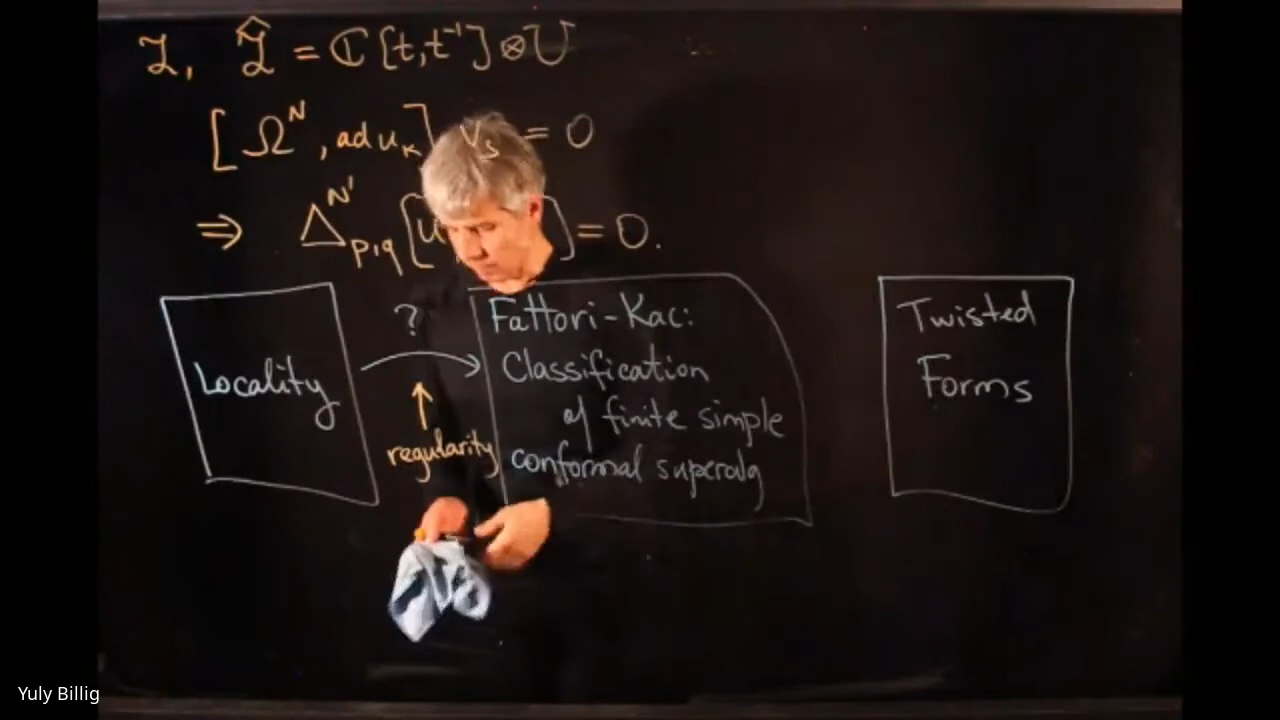 ℒ, ℒ̂ = ℂ[t,t⁻¹]⊗U
[Ω^N, ad u_k] v_s = 0
⇒ Δ^{N'}_{p,q} [u ] = 0.
Locality
?
regularity
Fattori-Kac:
Classification
of finite simple
conformal superalg
Twisted
Forms
Yuly Billig